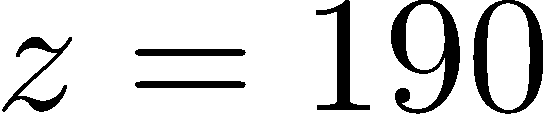 z = 190